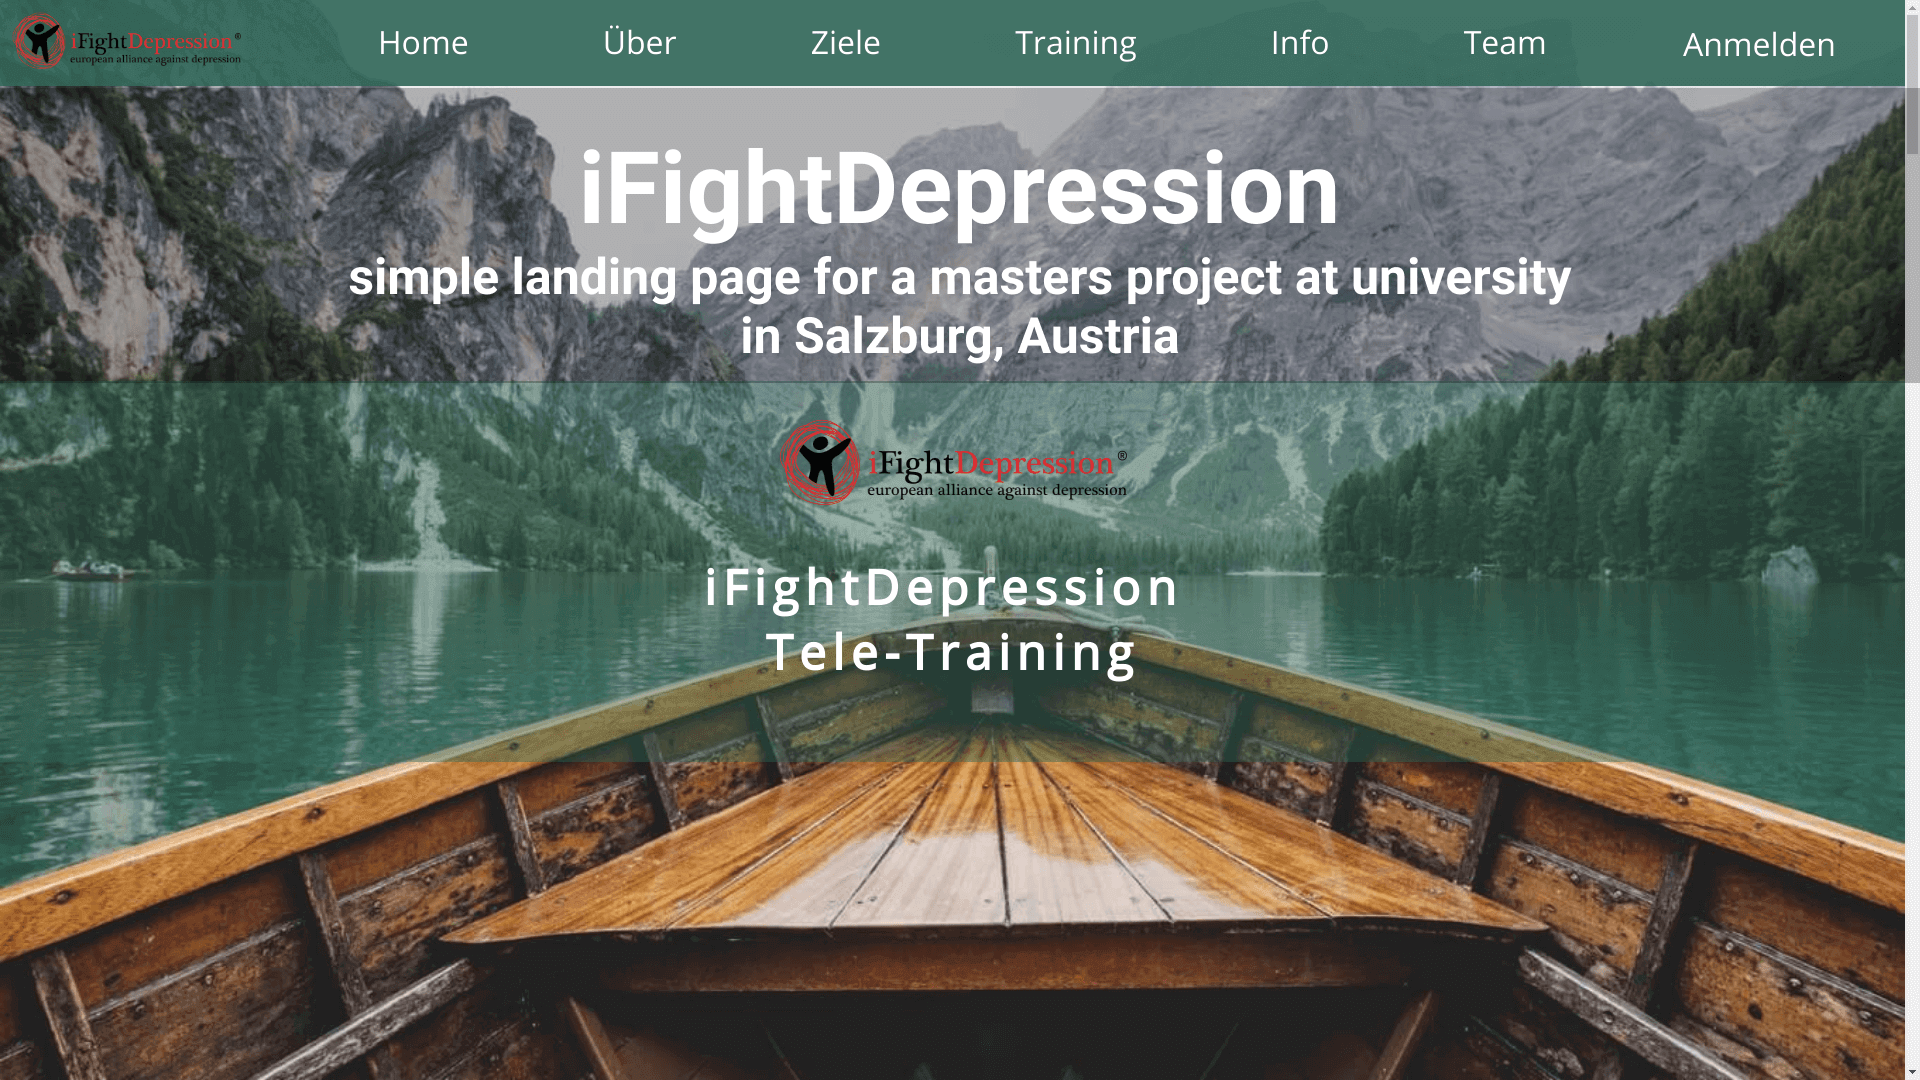 iFightDepression®
european alliance against depression
Home
Über
Ziele
Training
Info
Team
Anmelden
iFightDepression
simple landing page for a masters project at university
in Salzburg, Austria
iFightDepression®
european alliance against depression
iFightDepression
Tele-Training